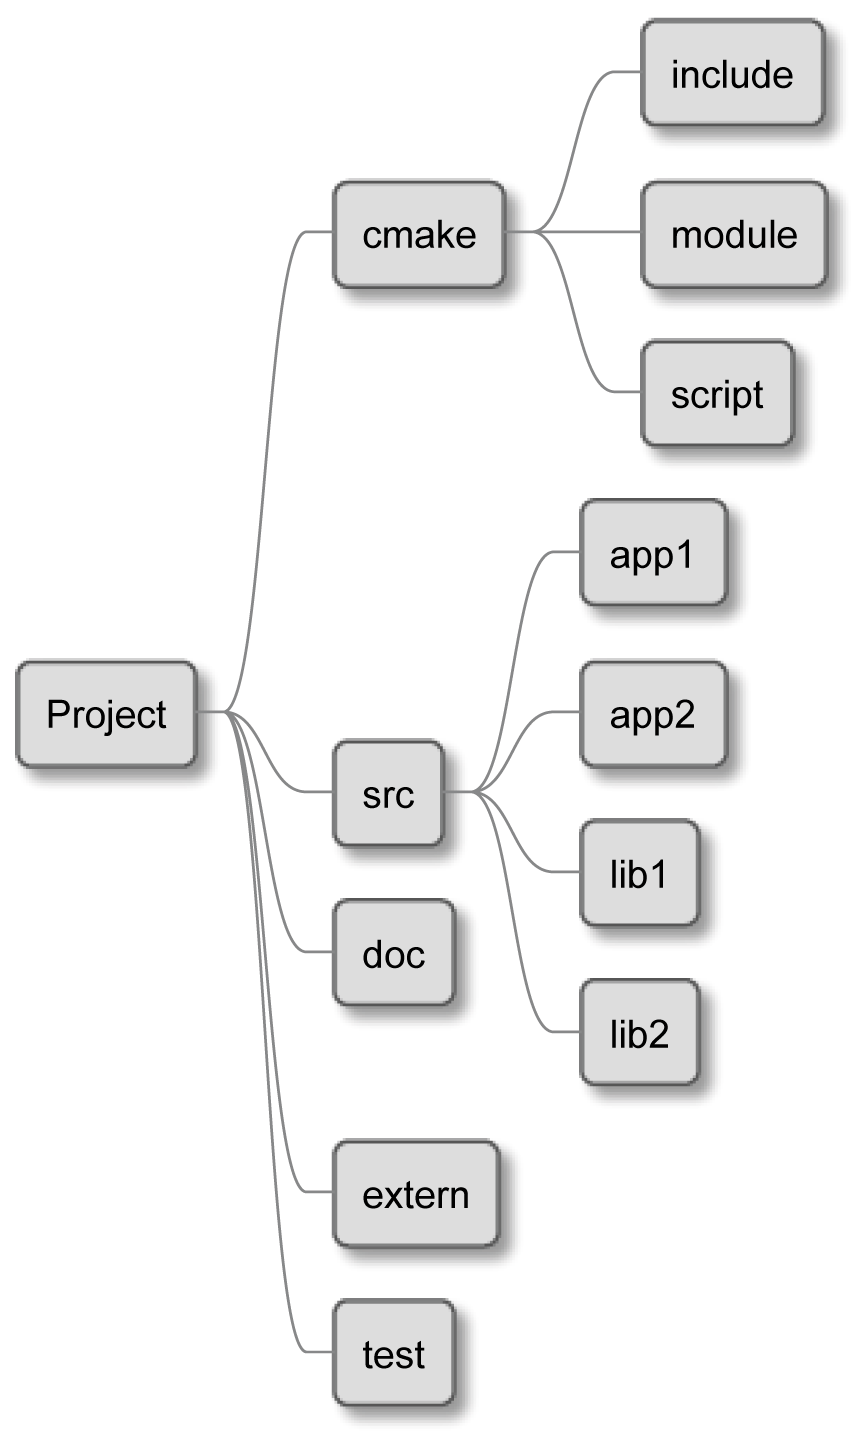 Project
cmake
include
module
script
src
app1
app2
lib1
lib2
doc
extern
test